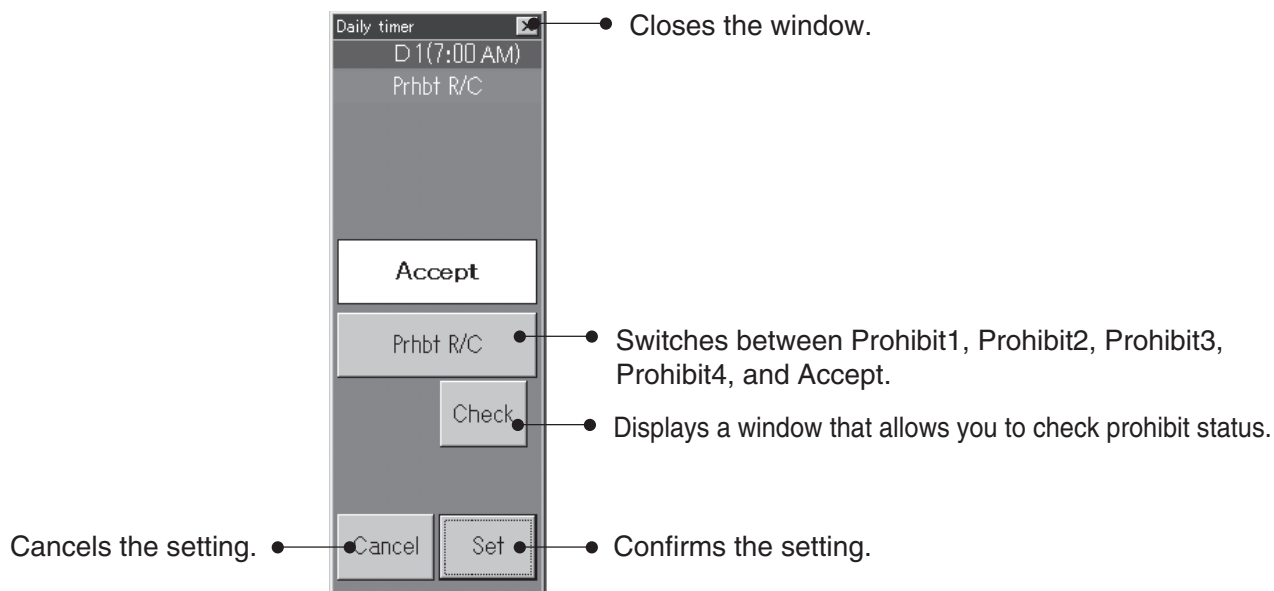 Daily timer
Closes the window.
D1(7:00 AM)
Prhbt R/C
Accept
Prhbt R/C
Switches between Prohibit1, Prohibit2, Prohibit3,
Prohibit4, and Accept.
Check
Displays a window that allows you to check prohibit status.
Cancels the setting.
Cancel
Set
Confirms the setting.